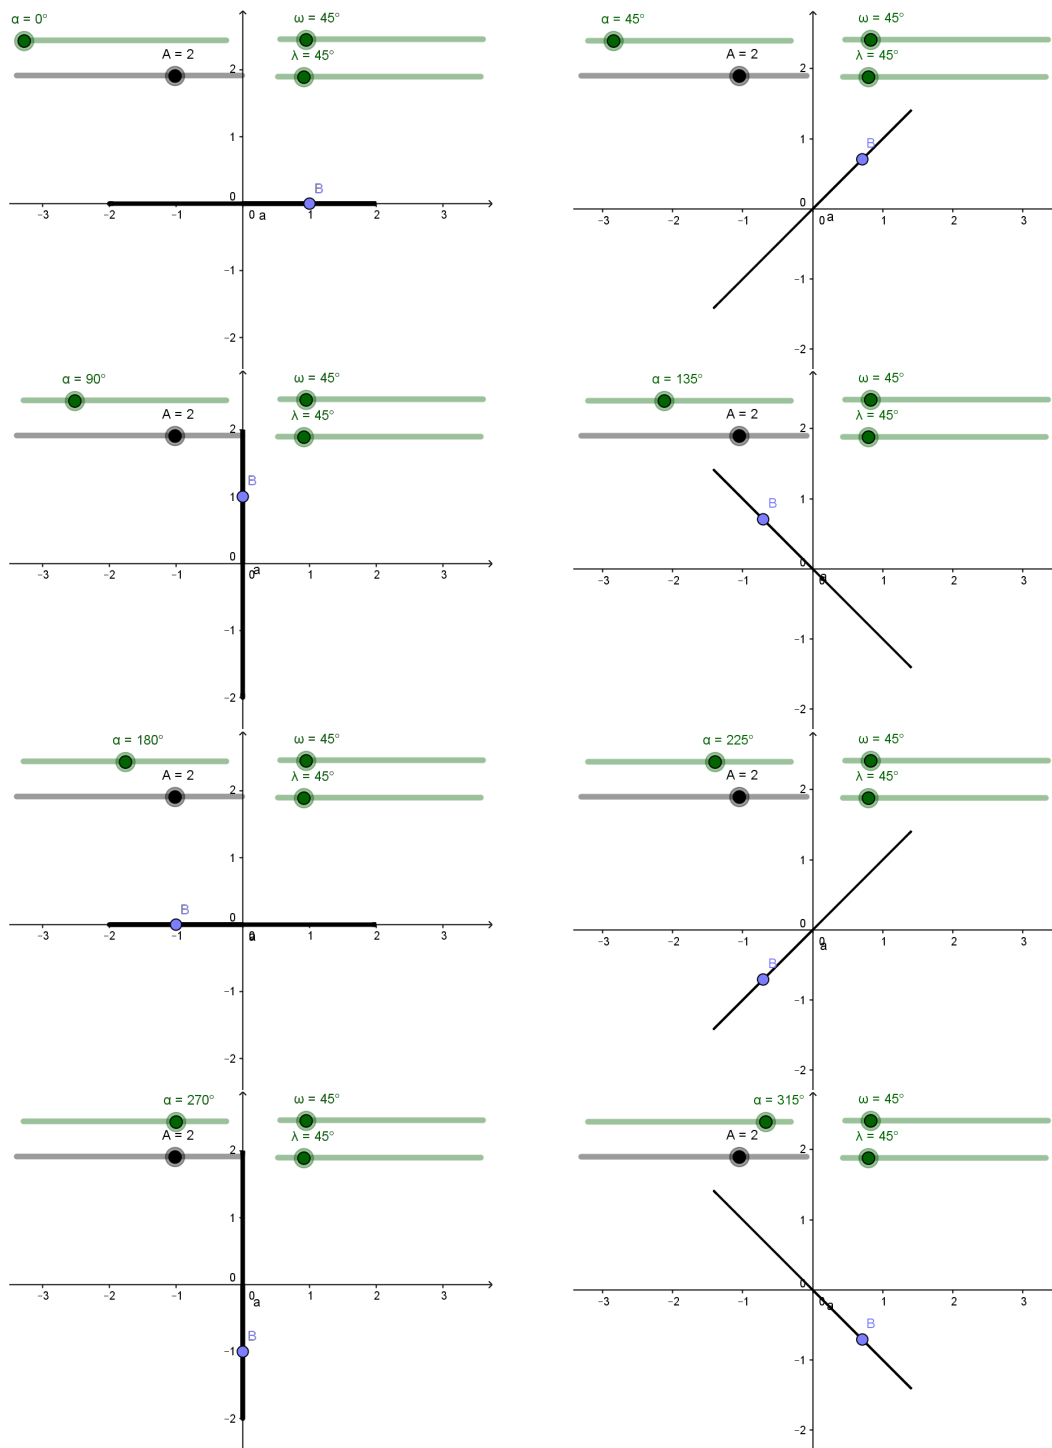 α = 0°
ω = 45°
A = 2
λ = 45°
2
1
B
0
−3 −2 −1 0 a 1 2 3
−1
−2
α = 45°
ω = 45°
A = 2
λ = 45°
2
1
B
0
−3 −2 −1 0 a 1 2 3
−1
−2
α = 90°
ω = 45°
A = 2
λ = 45°
2
B
1
0
−3 −2 −1 0 a 1 2 3
−1
−2
α = 135°
ω = 45°
A = 2
λ = 45°
2
1
B
0
−3 −2 −1 a 1 2 3
−1
−2
α = 180°
ω = 45°
A = 2
λ = 45°
2
1
B
0
−3 −2 −1 0 a 1 2 3
−1
−2
α = 225°
ω = 45°
A = 2
λ = 45°
2
1
0
−3 −2 −1 0 a 1 2 3
B
−1
−2
α = 270°
ω = 45°
A = 2
λ = 45°
2
1
0
−3 −2 −1 0 a 1 2 3
B
−1
−2
α = 315°
ω = 45°
A = 2
λ = 45°
2
1
0
−3 −2 −1 0 a 1 2 3
B
−1
−2